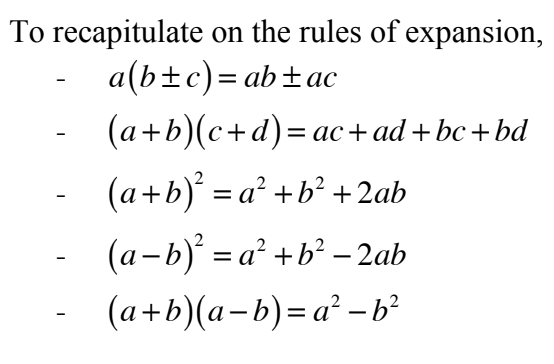 To recapitulate on the rules of expansion,
- a(b±c)=ab±ac
- (a+b)(c+d)=ac+ad+bc+bd
- (a+b)²=a²+b²+2ab
- (a−b)²=a²+b²−2ab
- (a+b)(a−b)=a²−b²